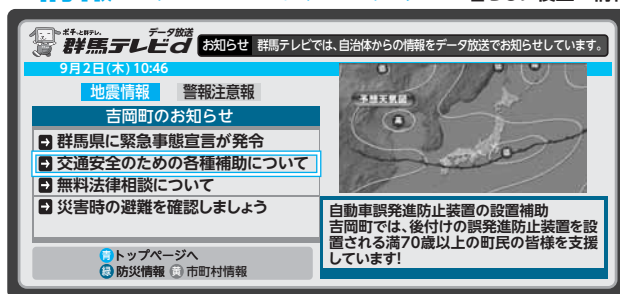 ポチっと群テレ。 データ放送
群馬テレビd お知らせ 群馬テレビでは、自治体からの情報をデータ放送でお知らせしています。
9月2日(木) 10:46
地震情報 警報注意報
吉岡町のお知らせ
群馬県に緊急事態宣言が発令
交通安全のための各種補助について
無料法律相談について
災害時の避難を確認しましょう
予想天気図
高
自動車誤発進防止装置の設置補助
吉岡町では、後付けの誤発進防止装置を設
置される満70歳以上の町民の皆様を支援
しています!
青 トップページへ
緑 防災情報 黄 市町村情報